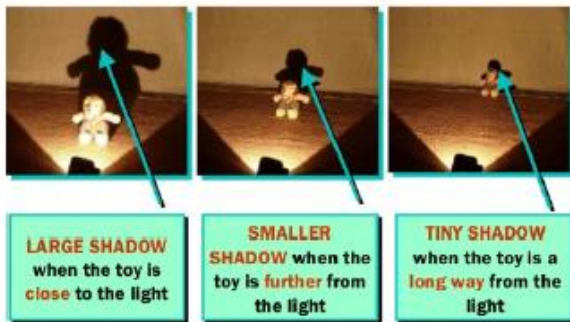 LARGE SHADOW
when the toy is
close to the light
SMALLER
SHADOW when the
toy is further from
the light
TINY SHADOW
when the toy is a
long way from the
light